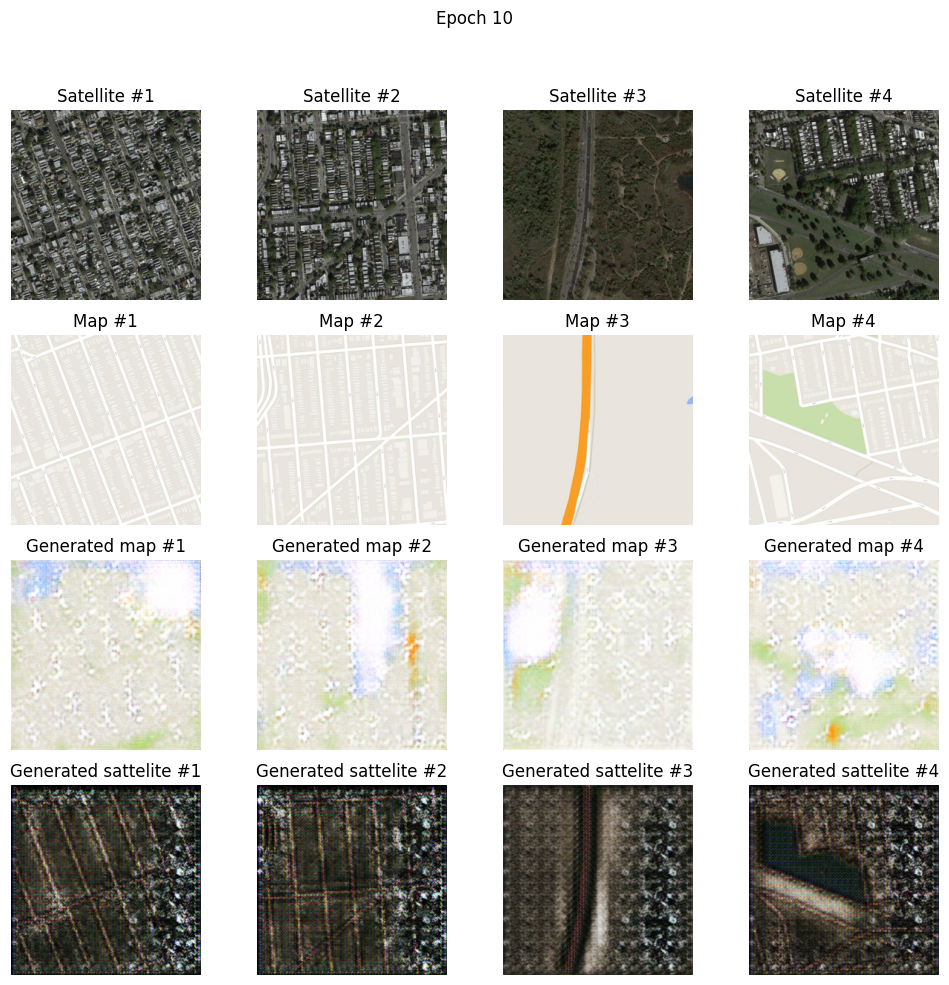 Epoch 10
Satellite #1
Satellite #2
Satellite #3
Satellite #4
Map #1
Map #2
Map #3
Map #4
Generated map #1
Generated map #2
Generated map #3
Generated map #4
Generated sattelite #1
Generated sattelite #2
Generated sattelite #3
Generated sattelite #4